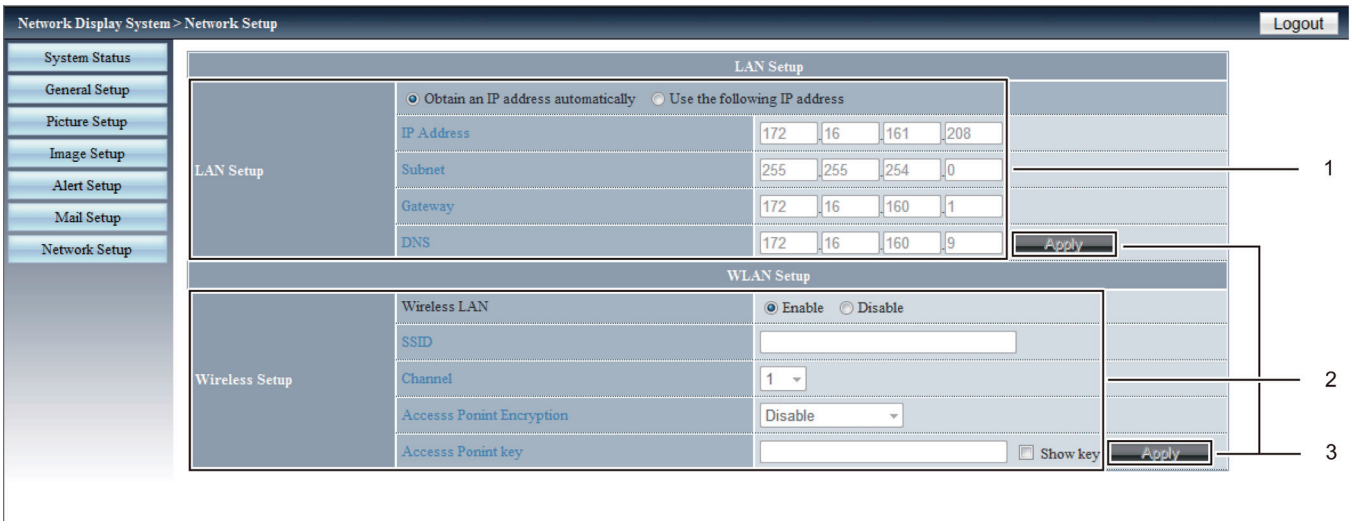 Network Display System > Network Setup
Logout
System Status
General Setup
Picture Setup
Image Setup
Alert Setup
Mail Setup
Network Setup
LAN Setup
LAN Setup
Obtain an IP address automatically Use the following IP address
IP Address 172 . 16 . 161 . 208
Subnet 255 . 255 . 254 . 0
Gateway 172 . 16 . 160 . 1
DNS 172 . 16 . 160 . 9 Apply
1
WLAN Setup
Wireless Setup
Wireless LAN Enable Disable
SSID
Channel 1
Accesss Ponint Encryption Disable
Accesss Ponint key Show key Apply
2
3